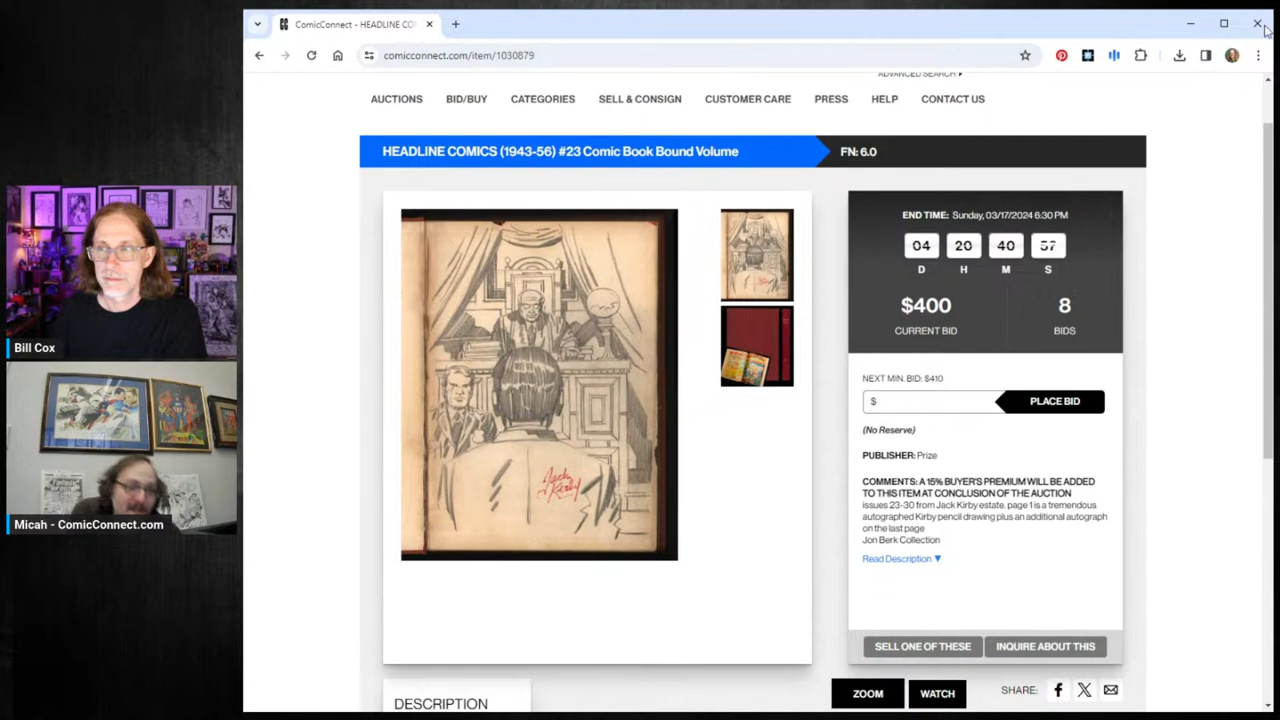 ComicConnect - HEADLINE CO
comicconnect.com/item/1030879
ADVANCED SEARCH
AUCTIONS BID/BUY CATEGORIES SELL & CONSIGN CUSTOMER CARE PRESS HELP CONTACT US
HEADLINE COMICS (1943-56) #23 Comic Book Bound Volume
FN: 6.0
END TIME: Sunday, 03/17/2024 6:30 PM
04 20 40 57
D H M S
$400 8
CURRENT BID BIDS
NEXT MIN. BID: $410
$ PLACE BID
(No Reserve)
PUBLISHER: Prize
COMMENTS: A 15% BUYER'S PREMIUM WILL BE ADDED
TO THIS ITEM AT CONCLUSION OF THE AUCTION
issues 23-30 from Jack Kirby estate. page 1 is a tremendous
autographed Kirby pencil drawing plus an additional autograph
on the last page
Jon Berk Collection
Read Description ▼
SELL ONE OF THESE INQUIRE ABOUT THIS
ZOOM WATCH SHARE:
DESCRIPTION
Jack
Kirby
Bill Cox
Micah - ComicConnect.com